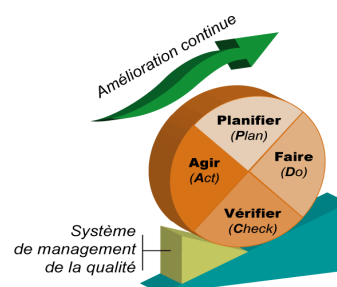 Amélioration continue
Planifier
(Plan)
Agir
(Act)
Faire
(Do)
Vérifier
(Check)
Système
de management
de la qualité